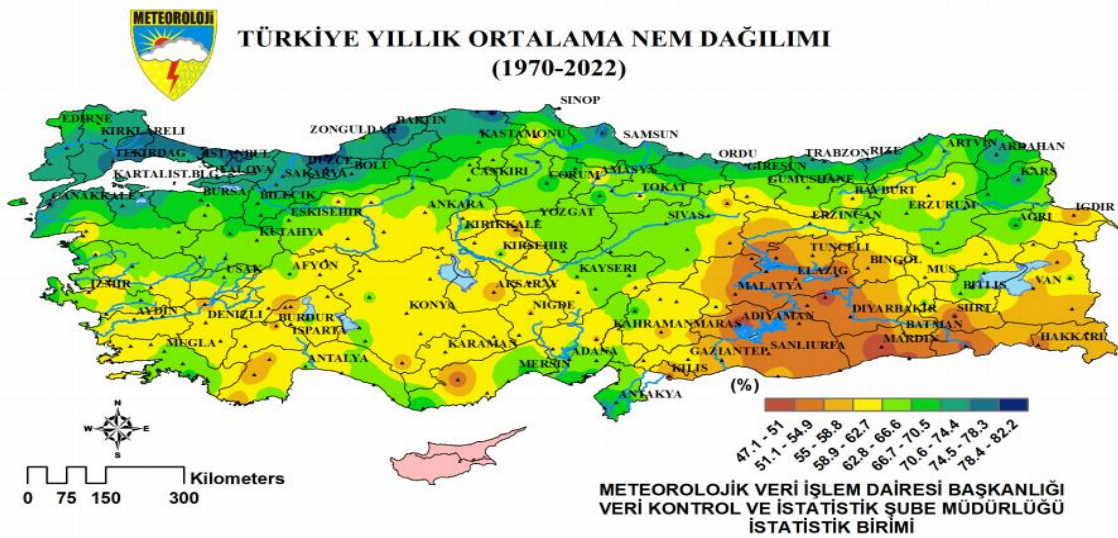 METEOROLOJİ
TÜRKİYE YILLIK ORTALAMA NEM DAĞILIMI
(1970-2022)
SINOP
EDIRNE
KIRKLARELI
BARTIN
ZONGULDAK
KASTAMONU
SAMSUN
TEKIRDAG
ISTANBUL
DUZCE
BOLU
ORDU
TRABZON
RIZE
ARTVIN
ARDAHAN
KARTALIST.BLG
YALOVA
SAKARYA
CANKIRI
CORUM
AMASYA
GIRESUN
GUMUSHANE
KARS
CANAKKALE
BURSA
BILECIK
TOKAT
BAYBURT
ESKISEHIR
ANKARA
YOZGAT
SIVAS
ERZINCAN
ERZURUM
AGRI
IGDIR
KUTAHYA
KIRIKKALE
KIRSEHIR
TUNCELI
USAK
AFYON
KAYSERI
ELAZIG
BINGOL
MUS
BITLIS
VAN
IZMIR
AKSARAY
MALATYA
AYDIN
DENIZLI
BURDUR
ISPARTA
KONYA
NIGDE
KAHRAMANMARAS
ADIYAMAN
DIYARBAKIR
SIIRT
BATMAN
MUGLA
ANTALYA
KARAMAN
MERSIN
ADANA
GAZIANTEP
SANLIURFA
MARDIN
HAKKARI
KILIS
ANTAKYA
(%)
47.1 - 51
51.1 - 54.9
55 - 58.8
58.9 - 62.7
62.8 - 66.6
66.7 - 70.5
70.6 - 74.4
74.5 - 78.3
78.4 - 82.2
N
W E
S
Kilometers
0 75 150 300
METEOROLOJİK VERİ İŞLEM DAİRESİ BAŞKANLIĞI
VERİ KONTROL VE İSTATİSTİK ŞUBE MÜDÜRLÜĞÜ
İSTATİSTİK BİRİMİ